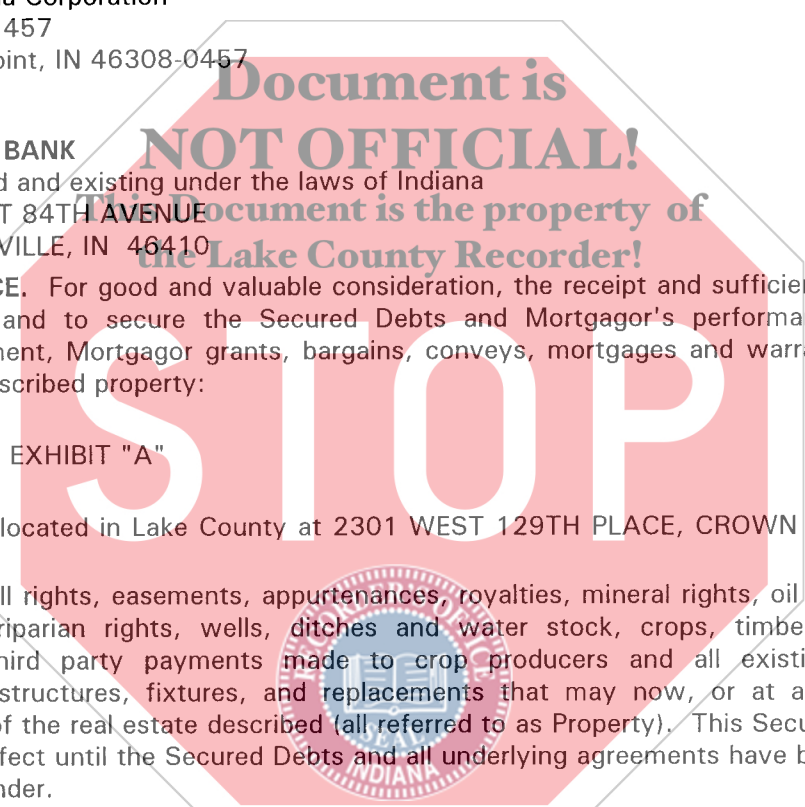 a Corporation
457
oint, IN 46308-0457
Document is
NOT OFFICIAL!
BANK
d and existing under the laws of Indiana
This Document is the property of
T 84TH AVENUE
the Lake County Recorder!
VILLE, IN 46410
CE. For good and valuable consideration, the receipt and sufficien
and to secure the Secured Debts and Mortgagor's performa
ment, Mortgagor grants, bargains, conveys, mortgages and warra
scribed property:
STOP
EXHIBIT "A"
located in Lake County at 2301 WEST 129TH PLACE, CROWN
ll rights, easements, appurtenances, royalties, mineral rights, oil
riparian rights, wells, ditches and water stock, crops, timbe
hird party payments made to crop producers and all existi
structures, fixtures, and replacements that may now, or at a
of the real estate described (all referred to as Property). This Secu
fect until the Secured Debts and all underlying agreements have b
nder.
RECORDER'S OFFICE
SEAL
INDIANA